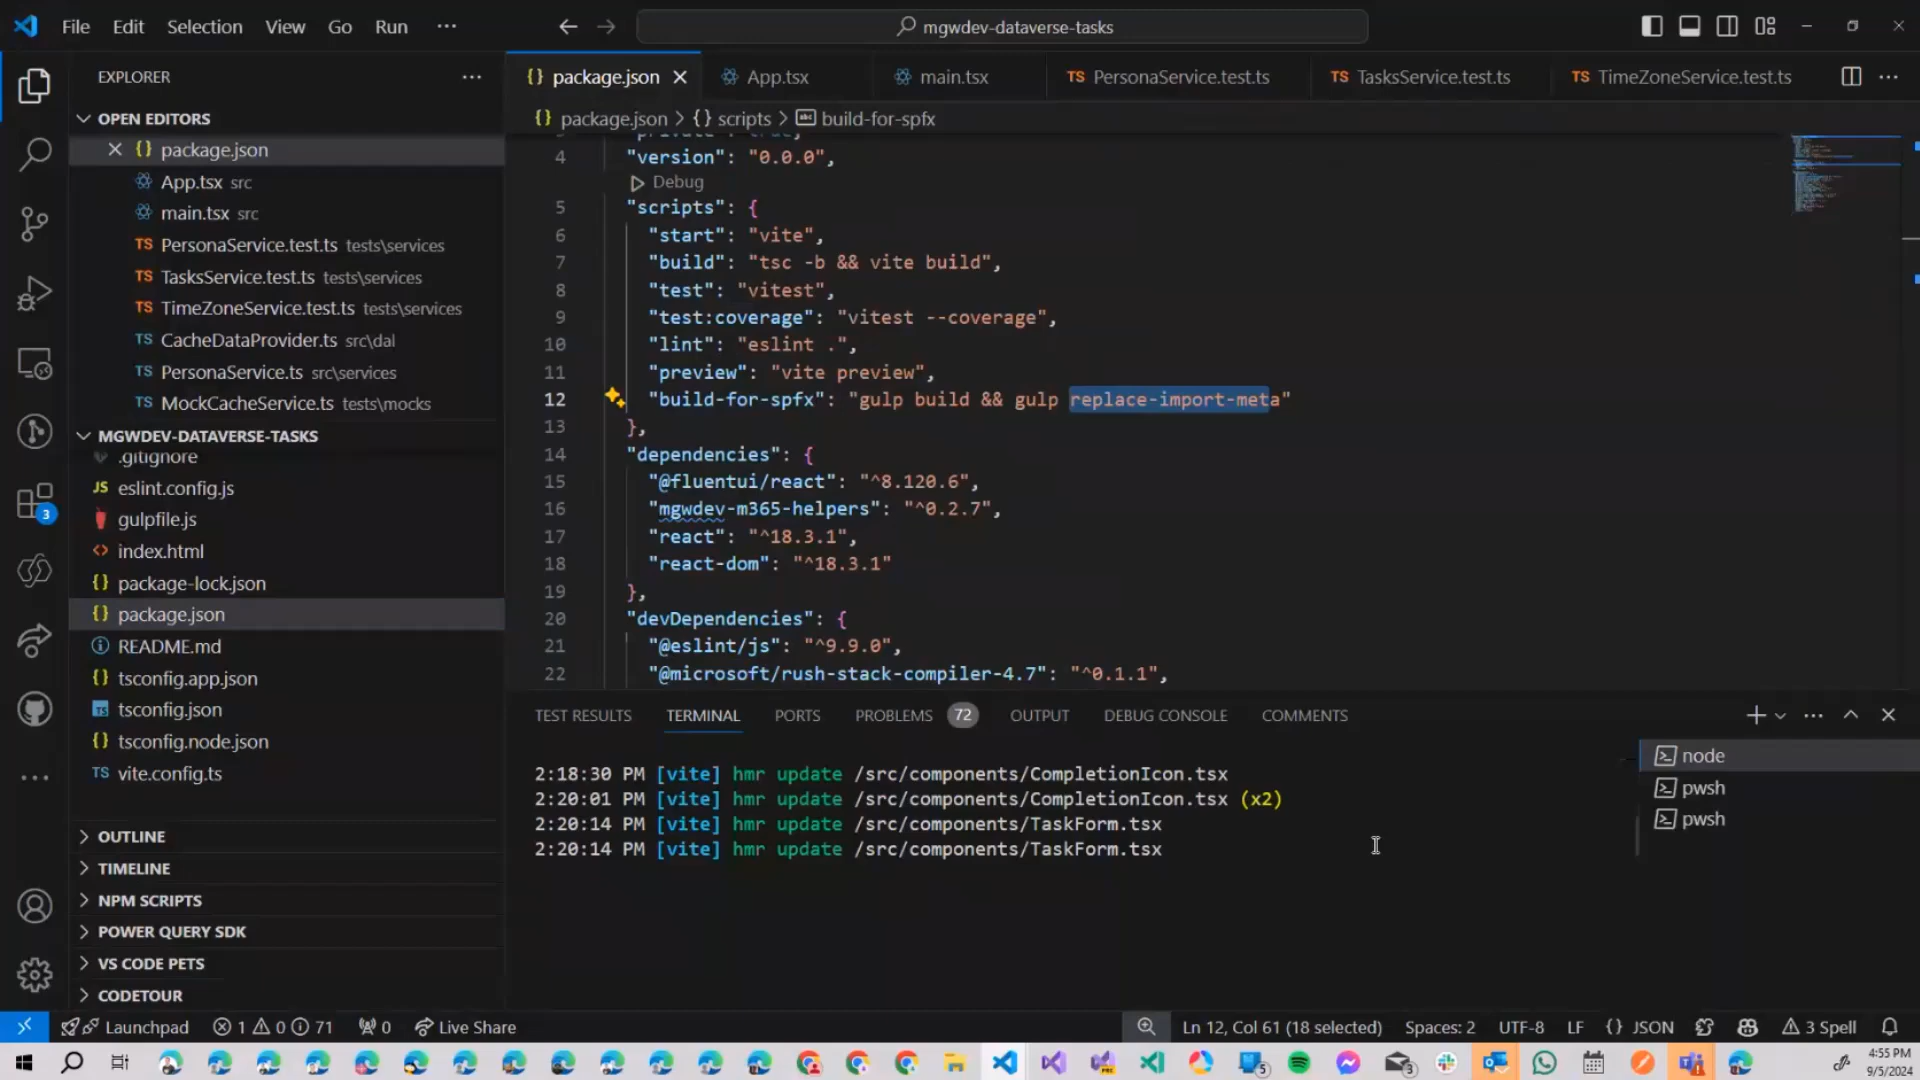 File Edit Selection View Go Run ...
mgwdev-dataverse-tasks
EXPLORER
OPEN EDITORS
package.json
App.tsx src
main.tsx src
PersonaService.test.ts tests\services
TasksService.test.ts tests\services
TimeZoneService.test.ts tests\services
CacheDataProvider.ts src\dal
PersonaService.ts src\services
MockCacheService.ts tests\mocks
MGWDEV-DATAVERSE-TASKS
.gitignore
eslint.config.js
gulpfile.js
index.html
package-lock.json
package.json
README.md
tsconfig.app.json
tsconfig.json
tsconfig.node.json
vite.config.ts
OUTLINE
TIMELINE
NPM SCRIPTS
POWER QUERY SDK
VS CODE PETS
CODETOUR
package.json App.tsx main.tsx PersonaService.test.ts TasksService.test.ts TimeZoneService.test.ts
package.json > {} scripts > build-for-spfx
4 "version": "0.0.0",
Debug
5 "scripts": {
6 "start": "vite",
7 "build": "tsc -b && vite build",
8 "test": "vitest",
9 "test:coverage": "vitest --coverage",
10 "lint": "eslint .",
11 "preview": "vite preview",
12 "build-for-spfx": "gulp build && gulp replace-import-meta"
13 },
14 "dependencies": {
15 "@fluentui/react": "^8.120.6",
16 "mgwdev-m365-helpers": "^0.2.7",
17 "react": "^18.3.1",
18 "react-dom": "^18.3.1"
19 },
20 "devDependencies": {
21 "@eslint/js": "^9.9.0",
22 "@microsoft/rush-stack-compiler-4.7": "^0.1.1",
TEST RESULTS TERMINAL PORTS PROBLEMS 72 OUTPUT DEBUG CONSOLE COMMENTS
2:18:30 PM [vite] hmr update /src/components/CompletionIcon.tsx
2:20:01 PM [vite] hmr update /src/components/CompletionIcon.tsx (x2)
2:20:14 PM [vite] hmr update /src/components/TaskForm.tsx
2:20:14 PM [vite] hmr update /src/components/TaskForm.tsx
node
pwsh
pwsh
3
Launchpad 1 0 71 0 Live Share Ln 12, Col 61 (18 selected) Spaces: 2 UTF-8 LF {} JSON 3 Spell
4:55 PM
9/5/2024